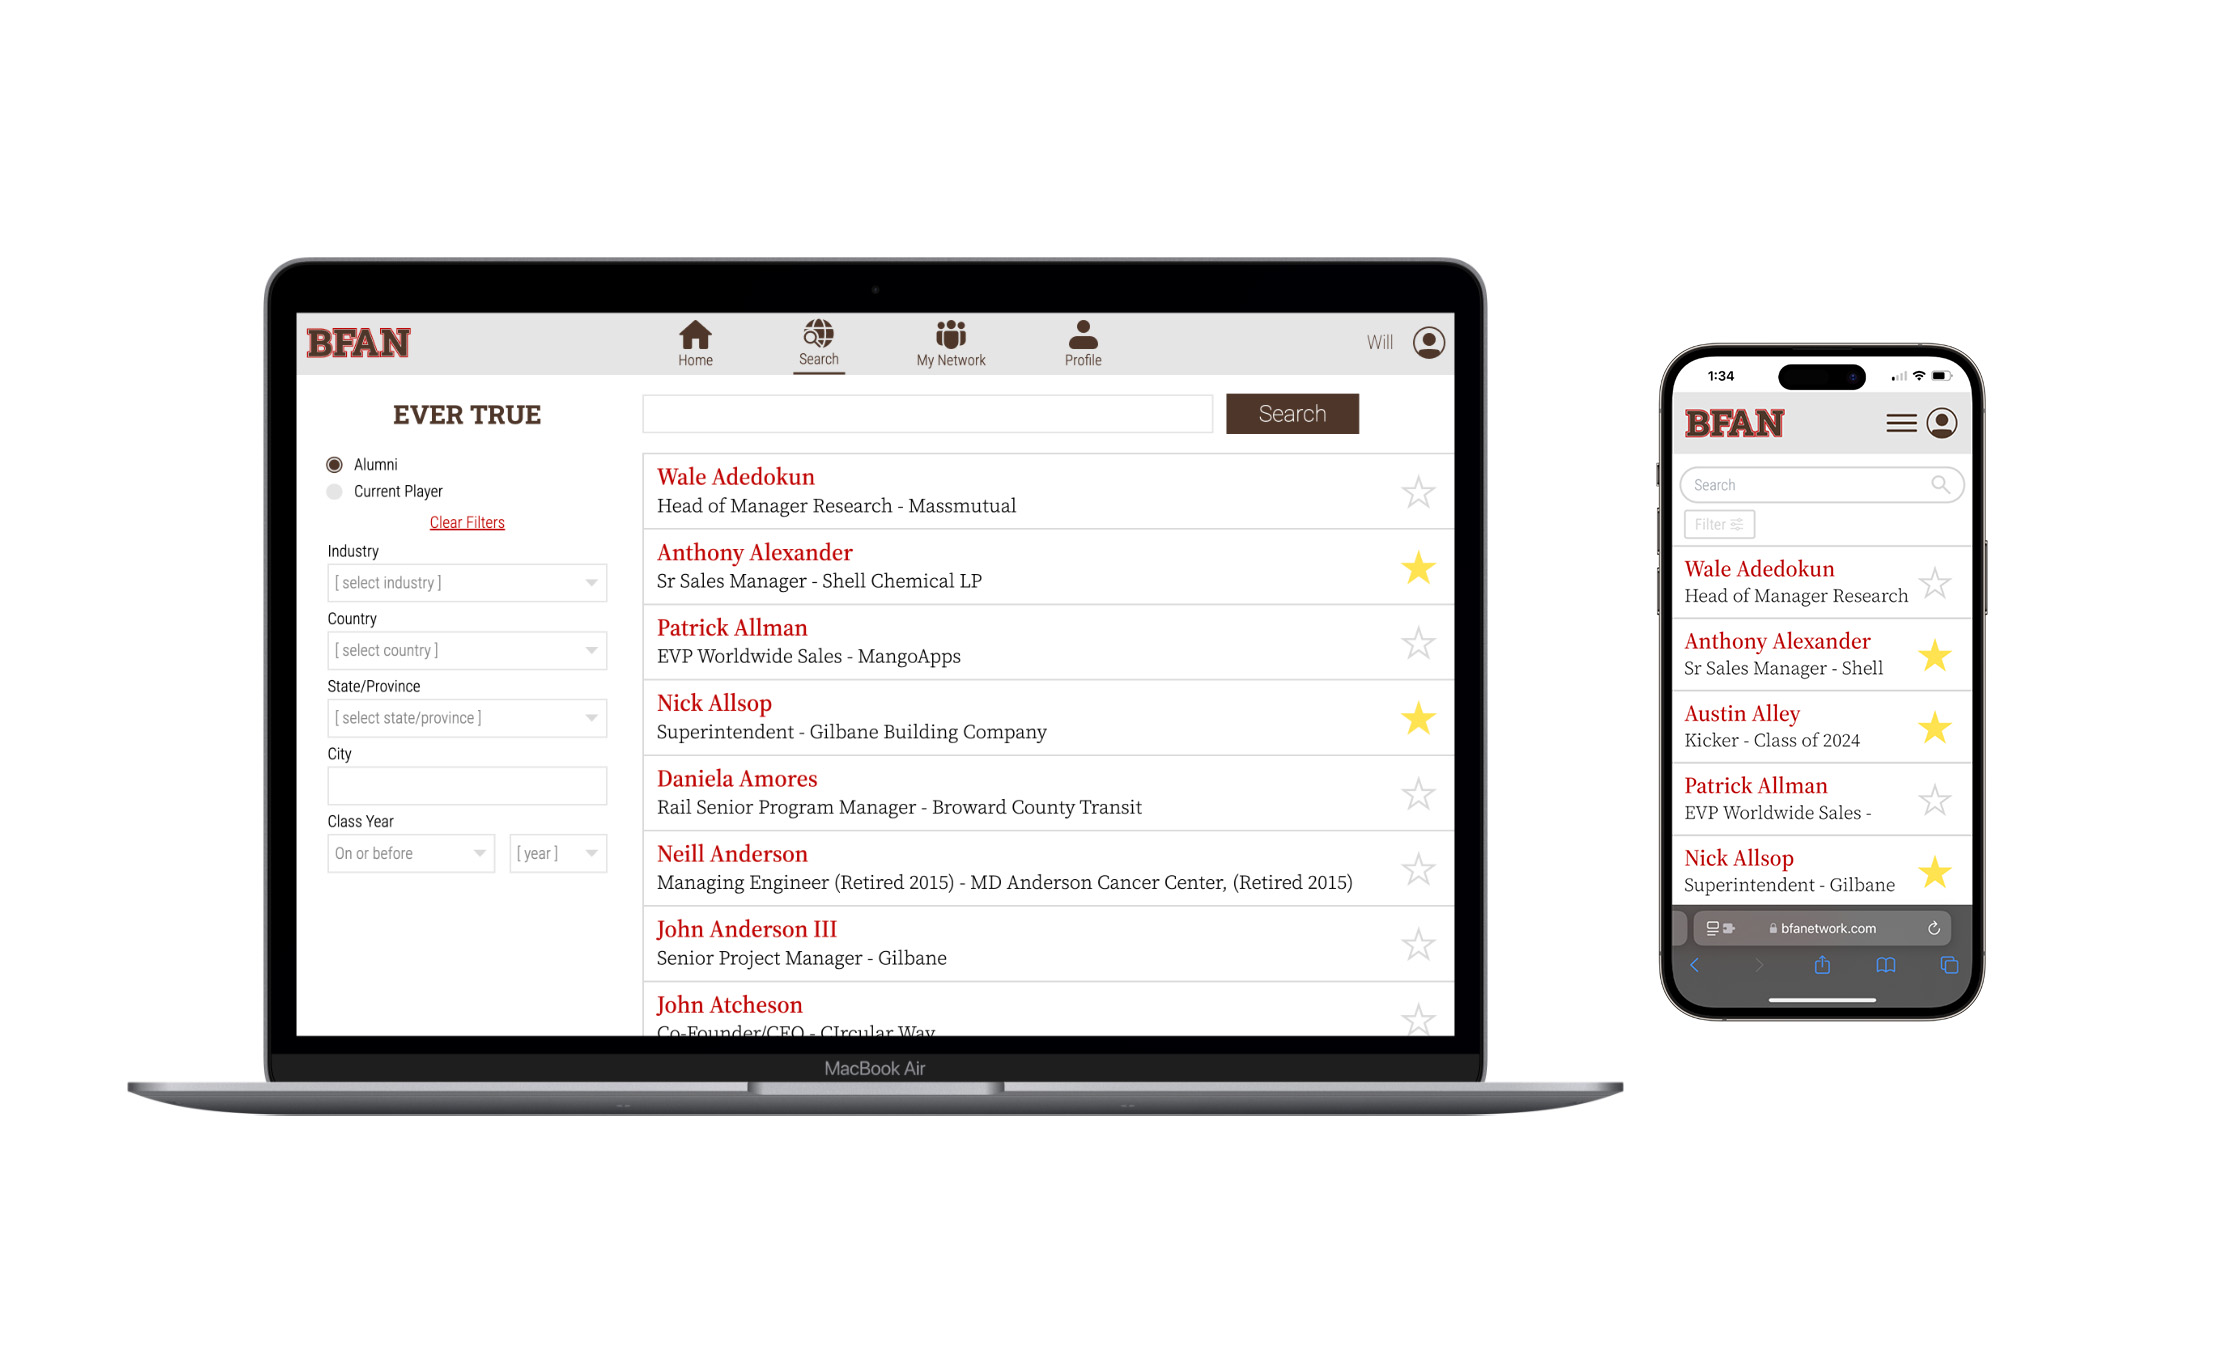 BFAN
Home
Search
My Network
Profile
Will
EVER TRUE
Search
Alumni
Current Player
Clear Filters
Industry
[ select industry ]
Country
[ select country ]
State/Province
[ select state/province ]
City
Class Year
On or before
[ year ]
Wale Adedokun
Head of Manager Research - Massmutual
Anthony Alexander
Sr Sales Manager - Shell Chemical LP
Patrick Allman
EVP Worldwide Sales - MangoApps
Nick Allsop
Superintendent - Gilbane Building Company
Daniela Amores
Rail Senior Program Manager - Broward County Transit
Neill Anderson
Managing Engineer (Retired 2015) - MD Anderson Cancer Center, (Retired 2015)
John Anderson III
Senior Project Manager - Gilbane
John Atcheson
Co-Founder/CEO - CIrcular Way
MacBook Air
1:34
BFAN
Search
Filter
Wale Adedokun
Head of Manager Research
Anthony Alexander
Sr Sales Manager - Shell
Austin Alley
Kicker - Class of 2024
Patrick Allman
EVP Worldwide Sales -
Nick Allsop
Superintendent - Gilbane
bfanetwork.com